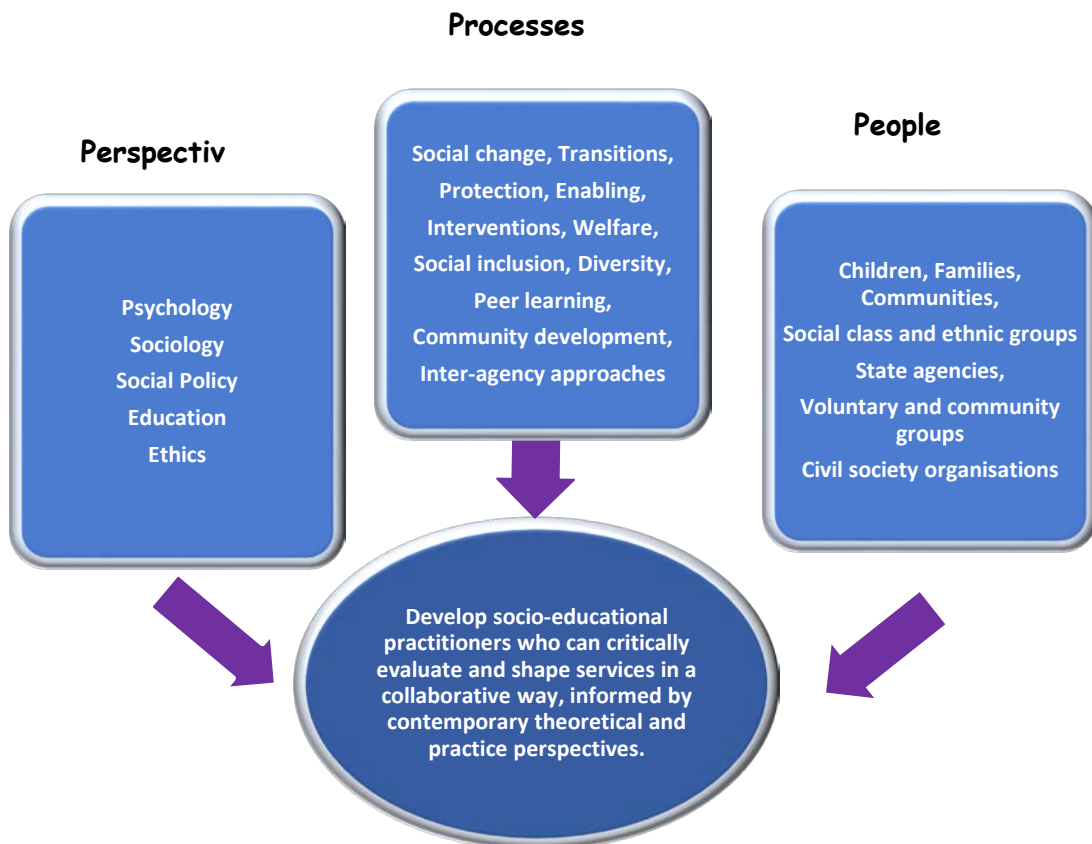 Processes
Perspectiv
People
Social change, Transitions,
Protection, Enabling,
Interventions, Welfare,
Social inclusion, Diversity,
Peer learning,
Community development,
Inter-agency approaches
Psychology
Sociology
Social Policy
Education
Ethics
Children, Families,
Communities,
Social class and ethnic groups
State agencies,
Voluntary and community
groups
Civil society organisations
Develop socio-educational
practitioners who can critically
evaluate and shape services in a
collaborative way, informed by
contemporary theoretical and
practice perspectives.